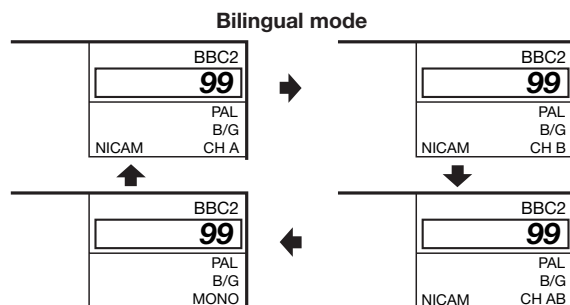 Bilingual mode
BBC2
99
PAL
B/G
NICAM CH A
BBC2
99
PAL
B/G
NICAM CH B
BBC2
99
PAL
B/G
MONO
BBC2
99
PAL
B/G
NICAM CH AB